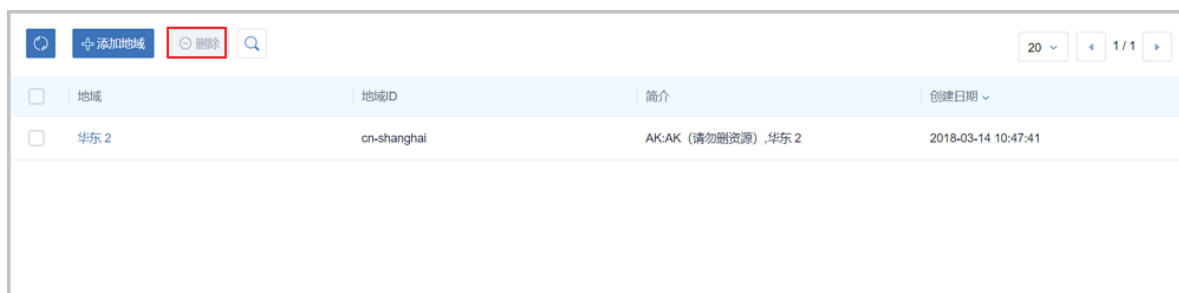 添加地域 删除 20 1 / 1
地域 地域ID 简介 创建日期
华东 2 cn-shanghai AK:AK（请勿删资源）,华东 2 2018-03-14 10:47:41